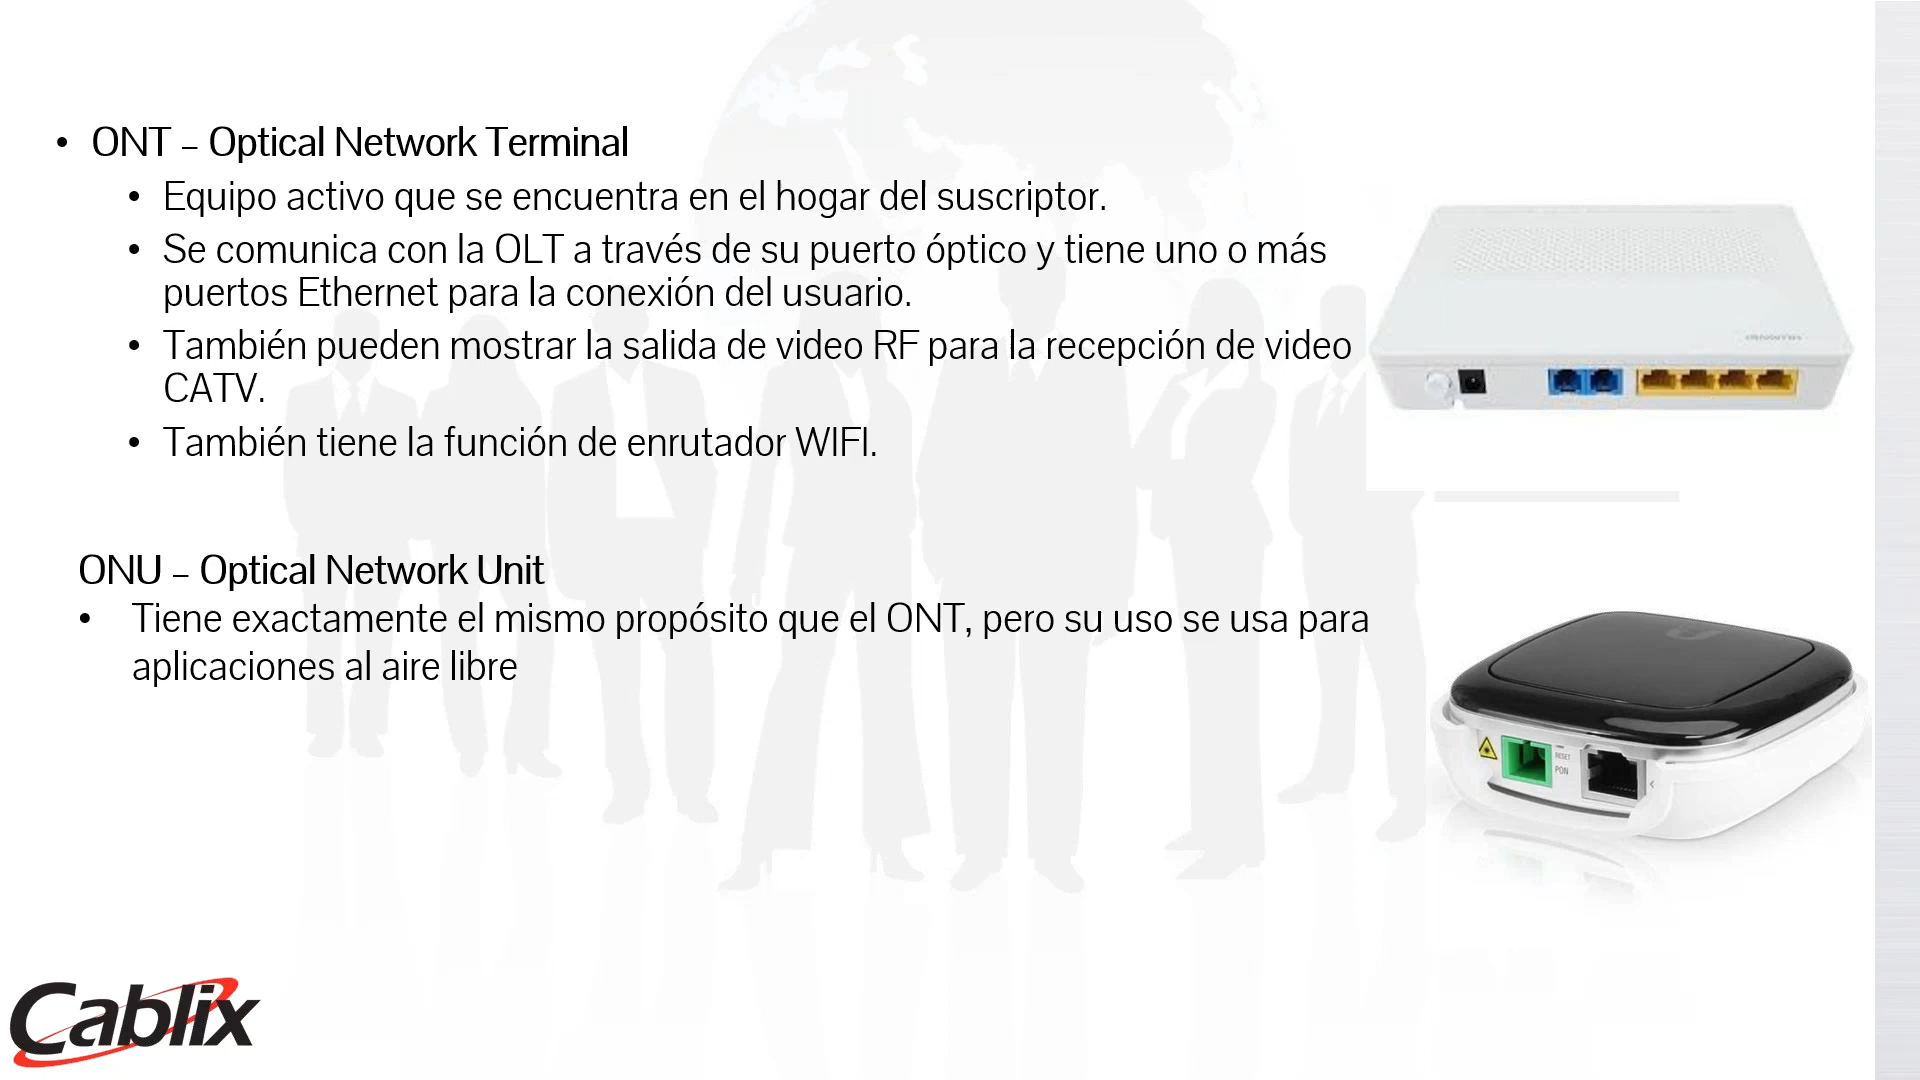 • ONT – Optical Network Terminal
• Equipo activo que se encuentra en el hogar del suscriptor.
• Se comunica con la OLT a través de su puerto óptico y tiene uno o más
puertos Ethernet para la conexión del usuario.
• También pueden mostrar la salida de video RF para la recepción de video
CATV.
• También tiene la función de enrutador WIFI.
ONU – Optical Network Unit
• Tiene exactamente el mismo propósito que el ONT, pero su uso se usa para
aplicaciones al aire libre
RESET
PON
Cablix